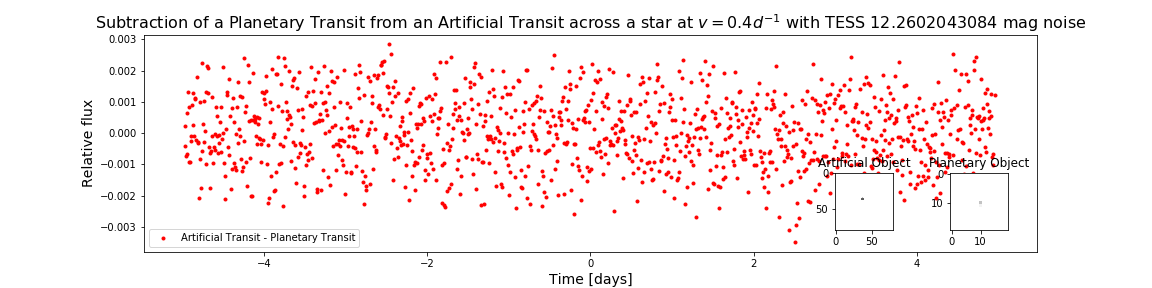 Subtraction of a Planetary Transit from an Artificial Transit across a star at v = 0.4d⁻¹ with TESS 12.2602043084 mag noise
Relative flux
0.003
0.002
0.001
0.000
−0.001
−0.002
−0.003
Artificial Transit - Planetary Transit
Artificial Object
0
50
0 50
Planetary Object
0
10
0 10
−4 −2 0 2 4
Time [days]